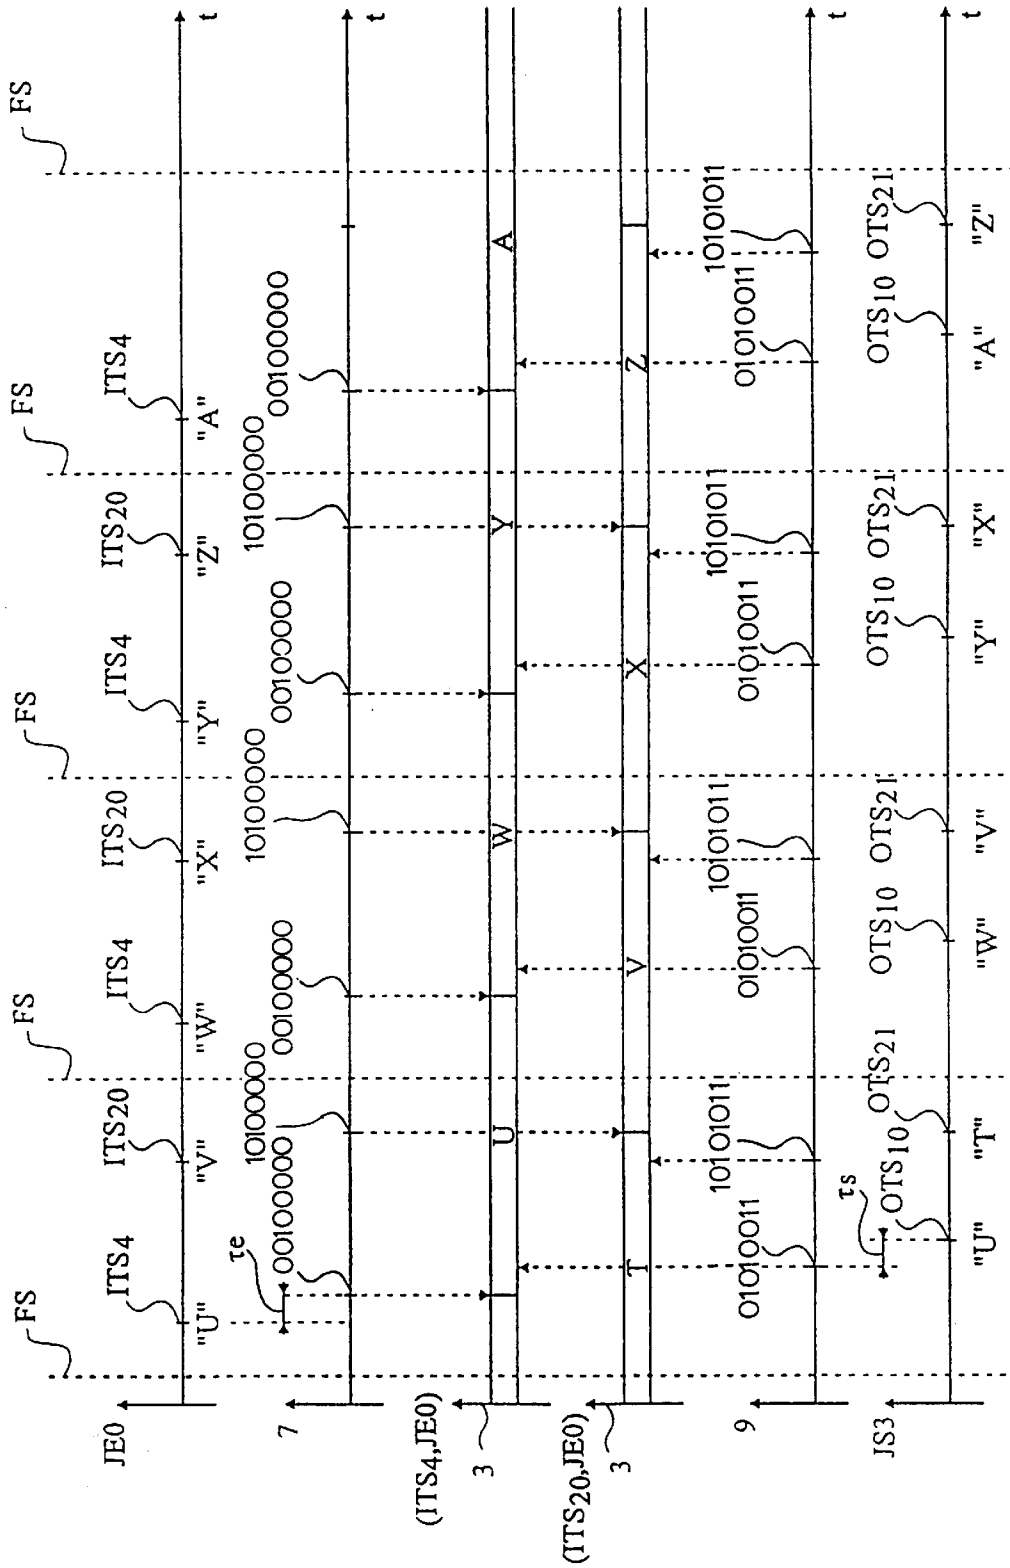 FS FS FS FS FS
JE0 ITS4 ITS20 ITS4 ITS20 ITS4 ITS20 ITS4 t
"U" "V" "W" "X" "Y" "Z" "A"
τe
7 00100000 10100000 00100000 10100000 00100000 10100000 00100000 t
(ITS4,JE0)
3 U W Y A
(ITS20,JE0)
3 T V X Z
9 01010011 10101011 01010011 10101011 01010011 10101011 01010011 10101011 t
τs
JS3 OTS10 OTS21 OTS10 OTS21 OTS10 OTS21 OTS10 OTS21 t
"U" "T" "W" "V" "Y" "X" "A" "Z"